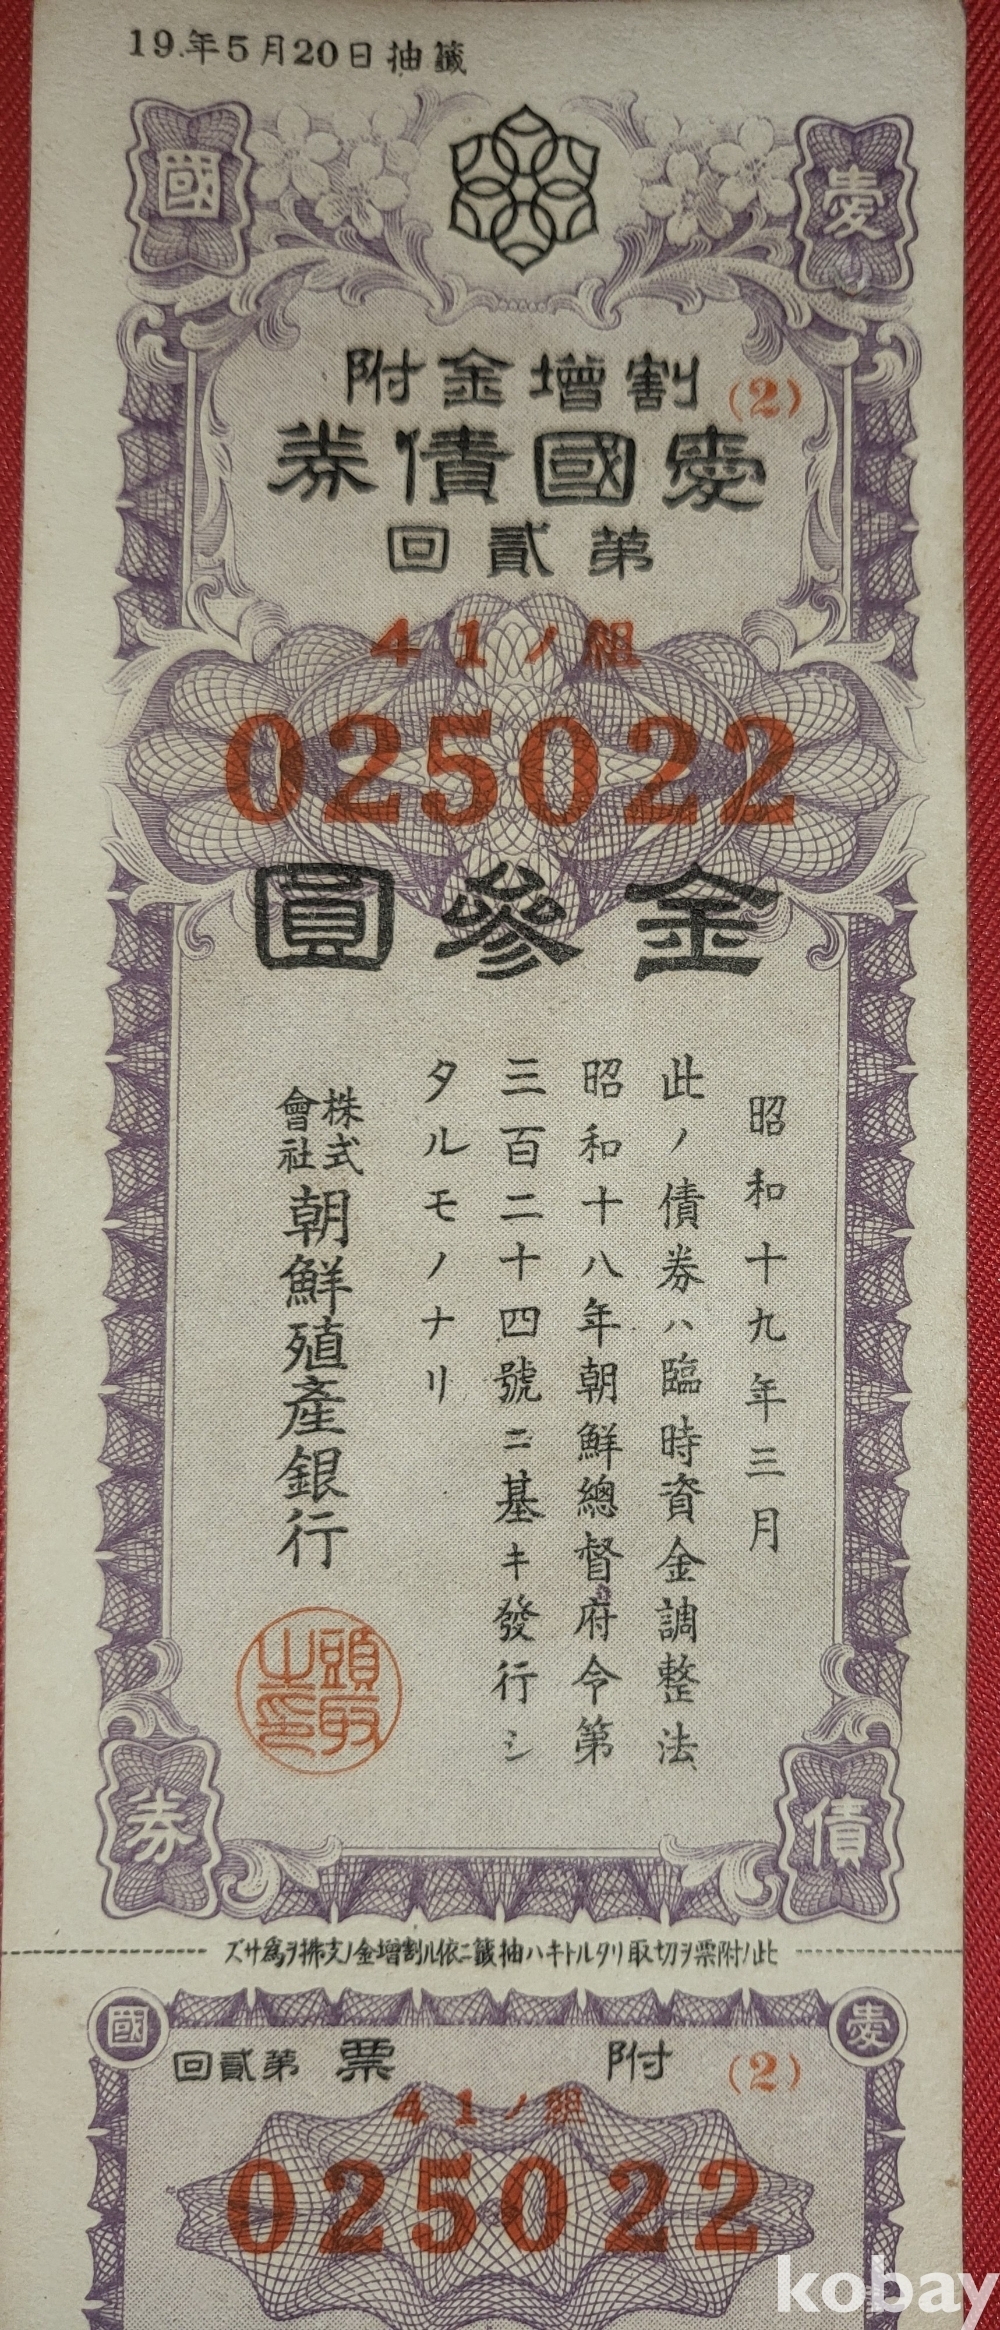 19.年5月20日抽籤
愛國
割增金附
(2)
愛國債券
第貳回
41ノ組
025022
金參圓
昭和十九年三月
此ノ債券ハ臨時資金調整法
昭和十八年朝鮮總督府令第
三百二十四號ニ基キ發行シ
タルモノナリ
株式會社朝鮮殖產銀行
頭取之印
債券
此ノ附票ヲ切取リタルトキハ抽籤ニ依ル割增金ノ支拂ヲ爲サズ
愛國
(2)
附票
第貳回
41ノ組
025022
kobay